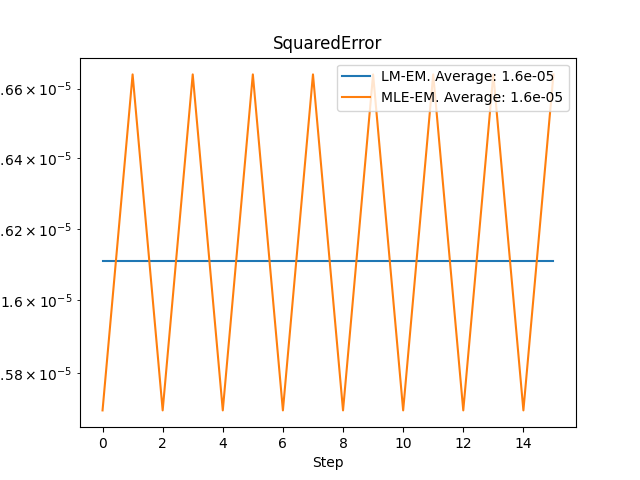 SquaredError
LM-EM. Average: 1.6e-05
MLE-EM. Average: 1.6e-05
.66 × 10⁻⁵
.64 × 10⁻⁵
.62 × 10⁻⁵
1.6 × 10⁻⁵
.58 × 10⁻⁵
0 2 4 6 8 10 12 14
Step